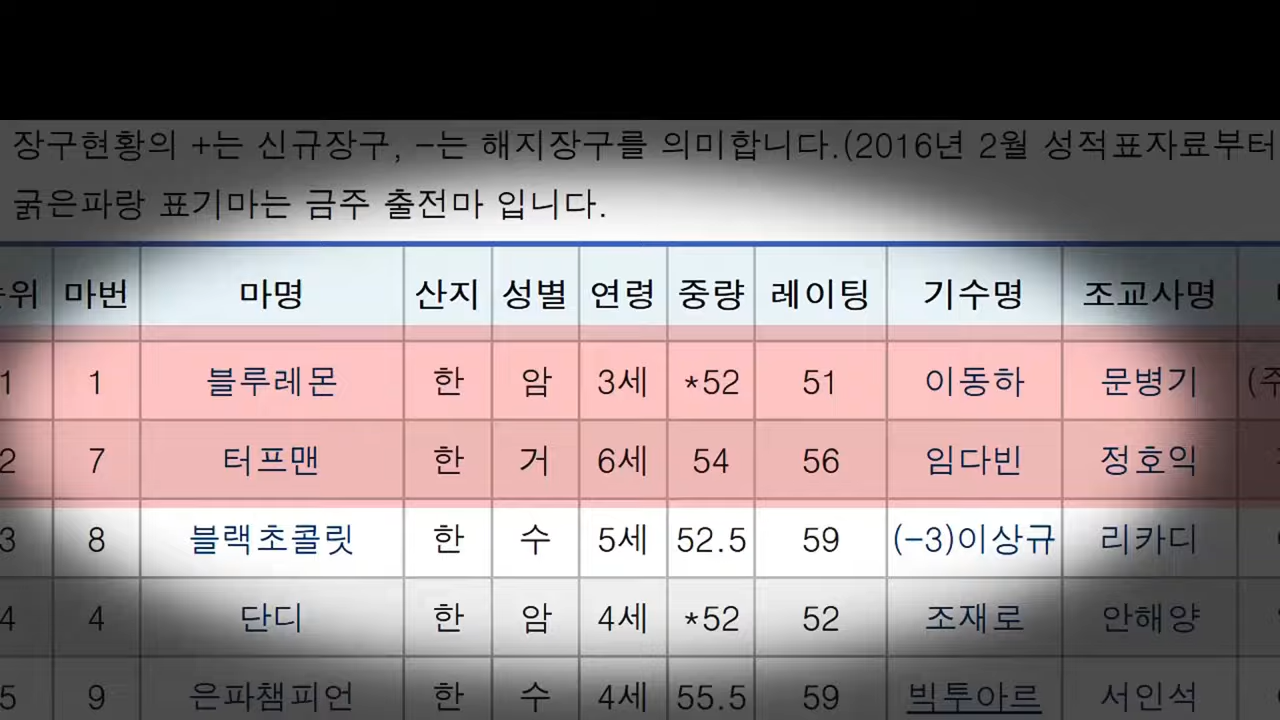 장구현황의 +는 신규장구, -는 해지장구를 의미합니다.(2016년 2월 성적표자료부터
굵은파랑 표기마는 금주 출전마 입니다.
순위 마번 마명 산지 성별 연령 중량 레이팅 기수명 조교사명
1 1 블루레몬 한 암 3세 *52 51 이동하 문병기 (주
2 7 터프맨 한 거 6세 54 56 임다빈 정호익
3 8 블랙초콜릿 한 수 5세 52.5 59 (-3)이상규 리카디
4 4 단디 한 암 4세 *52 52 조재로 안해양
5 9 은파챔피언 한 수 4세 55.5 59 빅투아르 서인석